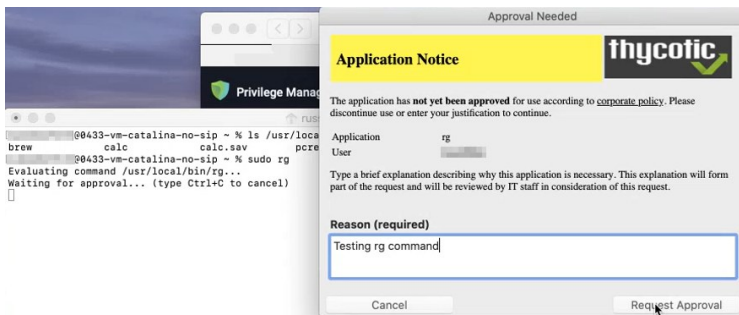 Privilege Manag
rus
@0433-vm-catalina-no-sip ~ % ls /usr/loca
brew calc calc.sav pcre
@0433-vm-catalina-no-sip ~ % sudo rg
Evaluating command /usr/local/bin/rg...
Waiting for approval... (type Ctrl+C to cancel)
Approval Needed
Application Notice
thycotic
The application has not yet been approved for use according to corporate policy. Please
discontinue use or enter your justification to continue.
Application rg
User
Type a brief explanation describing why this application is necessary. This explanation will form
part of the request and will be reviewed by IT staff in consideration of this request.
Reason (required)
Testing rg command
Cancel Request Approval